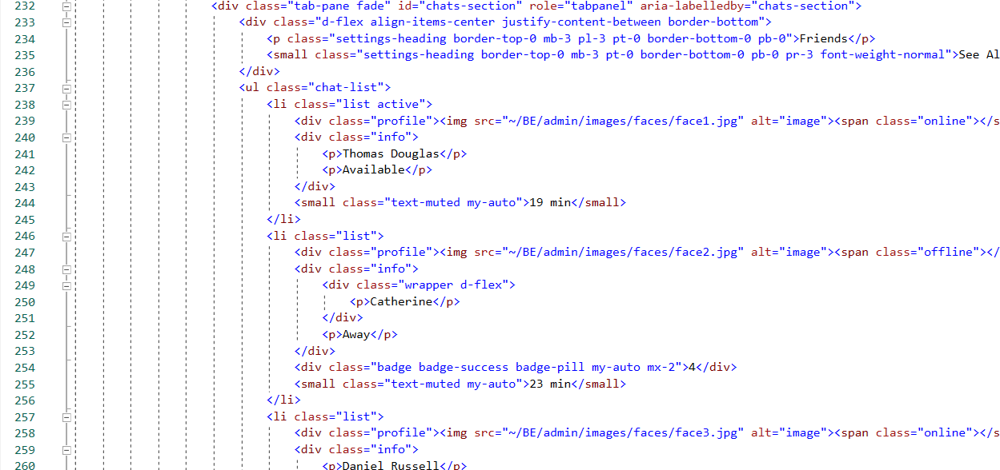 232 <div class="tab-pane fade" id="chats-section" role="tabpanel" aria-labelledby="chats-section">
233 <div class="d-flex align-items-center justify-content-between border-bottom">
234 <p class="settings-heading border-top-0 mb-3 pl-3 pt-0 border-bottom-0 pb-0">Friends</p>
235 <small class="settings-heading border-top-0 mb-3 pt-0 border-bottom-0 pb-0 pr-3 font-weight-normal">See Al
236 </div>
237 <ul class="chat-list">
238 <li class="list active">
239 <div class="profile"><img src="~/BE/admin/images/faces/face1.jpg" alt="image"><span class="online"></s
240 <div class="info">
241 <p>Thomas Douglas</p>
242 <p>Available</p>
243 </div>
244 <small class="text-muted my-auto">19 min</small>
245 </li>
246 <li class="list">
247 <div class="profile"><img src="~/BE/admin/images/faces/face2.jpg" alt="image"><span class="offline"></
248 <div class="info">
249 <div class="wrapper d-flex">
250 <p>Catherine</p>
251 </div>
252 <p>Away</p>
253 </div>
254 <div class="badge badge-success badge-pill my-auto mx-2">4</div>
255 <small class="text-muted my-auto">23 min</small>
256 </li>
257 <li class="list">
258 <div class="profile"><img src="~/BE/admin/images/faces/face3.jpg" alt="image"><span class="online"></s
259 <div class="info">
260 <p>Daniel Russell</p>